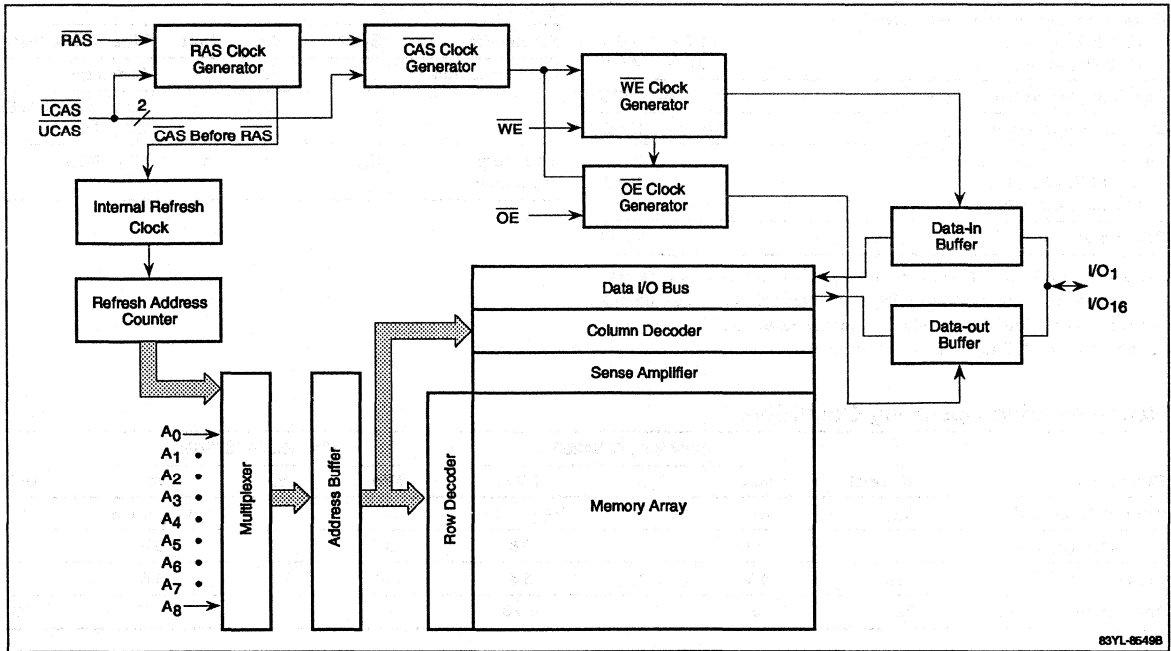 RAS
RAS Clock
Generator
CAS Clock
Generator
LCAS
UCAS
2
CAS Before RAS
WE Clock
Generator
WE
OE Clock
Generator
OE
Internal Refresh
Clock
Refresh Address
Counter
Data-In
Buffer
I/O1
I/O16
Data-out
Buffer
Data I/O Bus
Column Decoder
Sense Amplifier
Memory Array
Row Decoder
Address Buffer
Multiplexer
A0
A1
A2
A3
A4
A5
A6
A7
A8
83YL-8549B